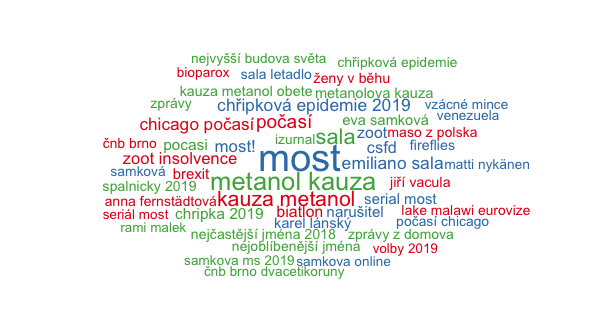 nejvyšší budova světa
chřipková epidemie
bioparox
sala letadlo
ženy v běhu
kauza metanol obete
metanolova kauza
zprávy
chřipková epidemie 2019
vzácné mince
venezuela
chicago počasí
počasí
eva samková
izurnal
sala
zoot
maso z polska
čnb brno
pocasi
most!
csfd
fireflies
zoot insolvence
most
emiliano sala
matti nykänen
samková
brexit
spalnicky 2019
metanol kauza
jiří vacula
anna fernstädtová
kauza metanol
serial most
seriál most
chripka 2019
biatlon
narušitel
lake malawi eurovize
rami malek
karel lánský
počasí chicago
nejčastější jména 2018
zprávy z domova
nejoblíbenější jména
volby 2019
samkova ms 2019
samkova online
čnb brno dvacetikoruny